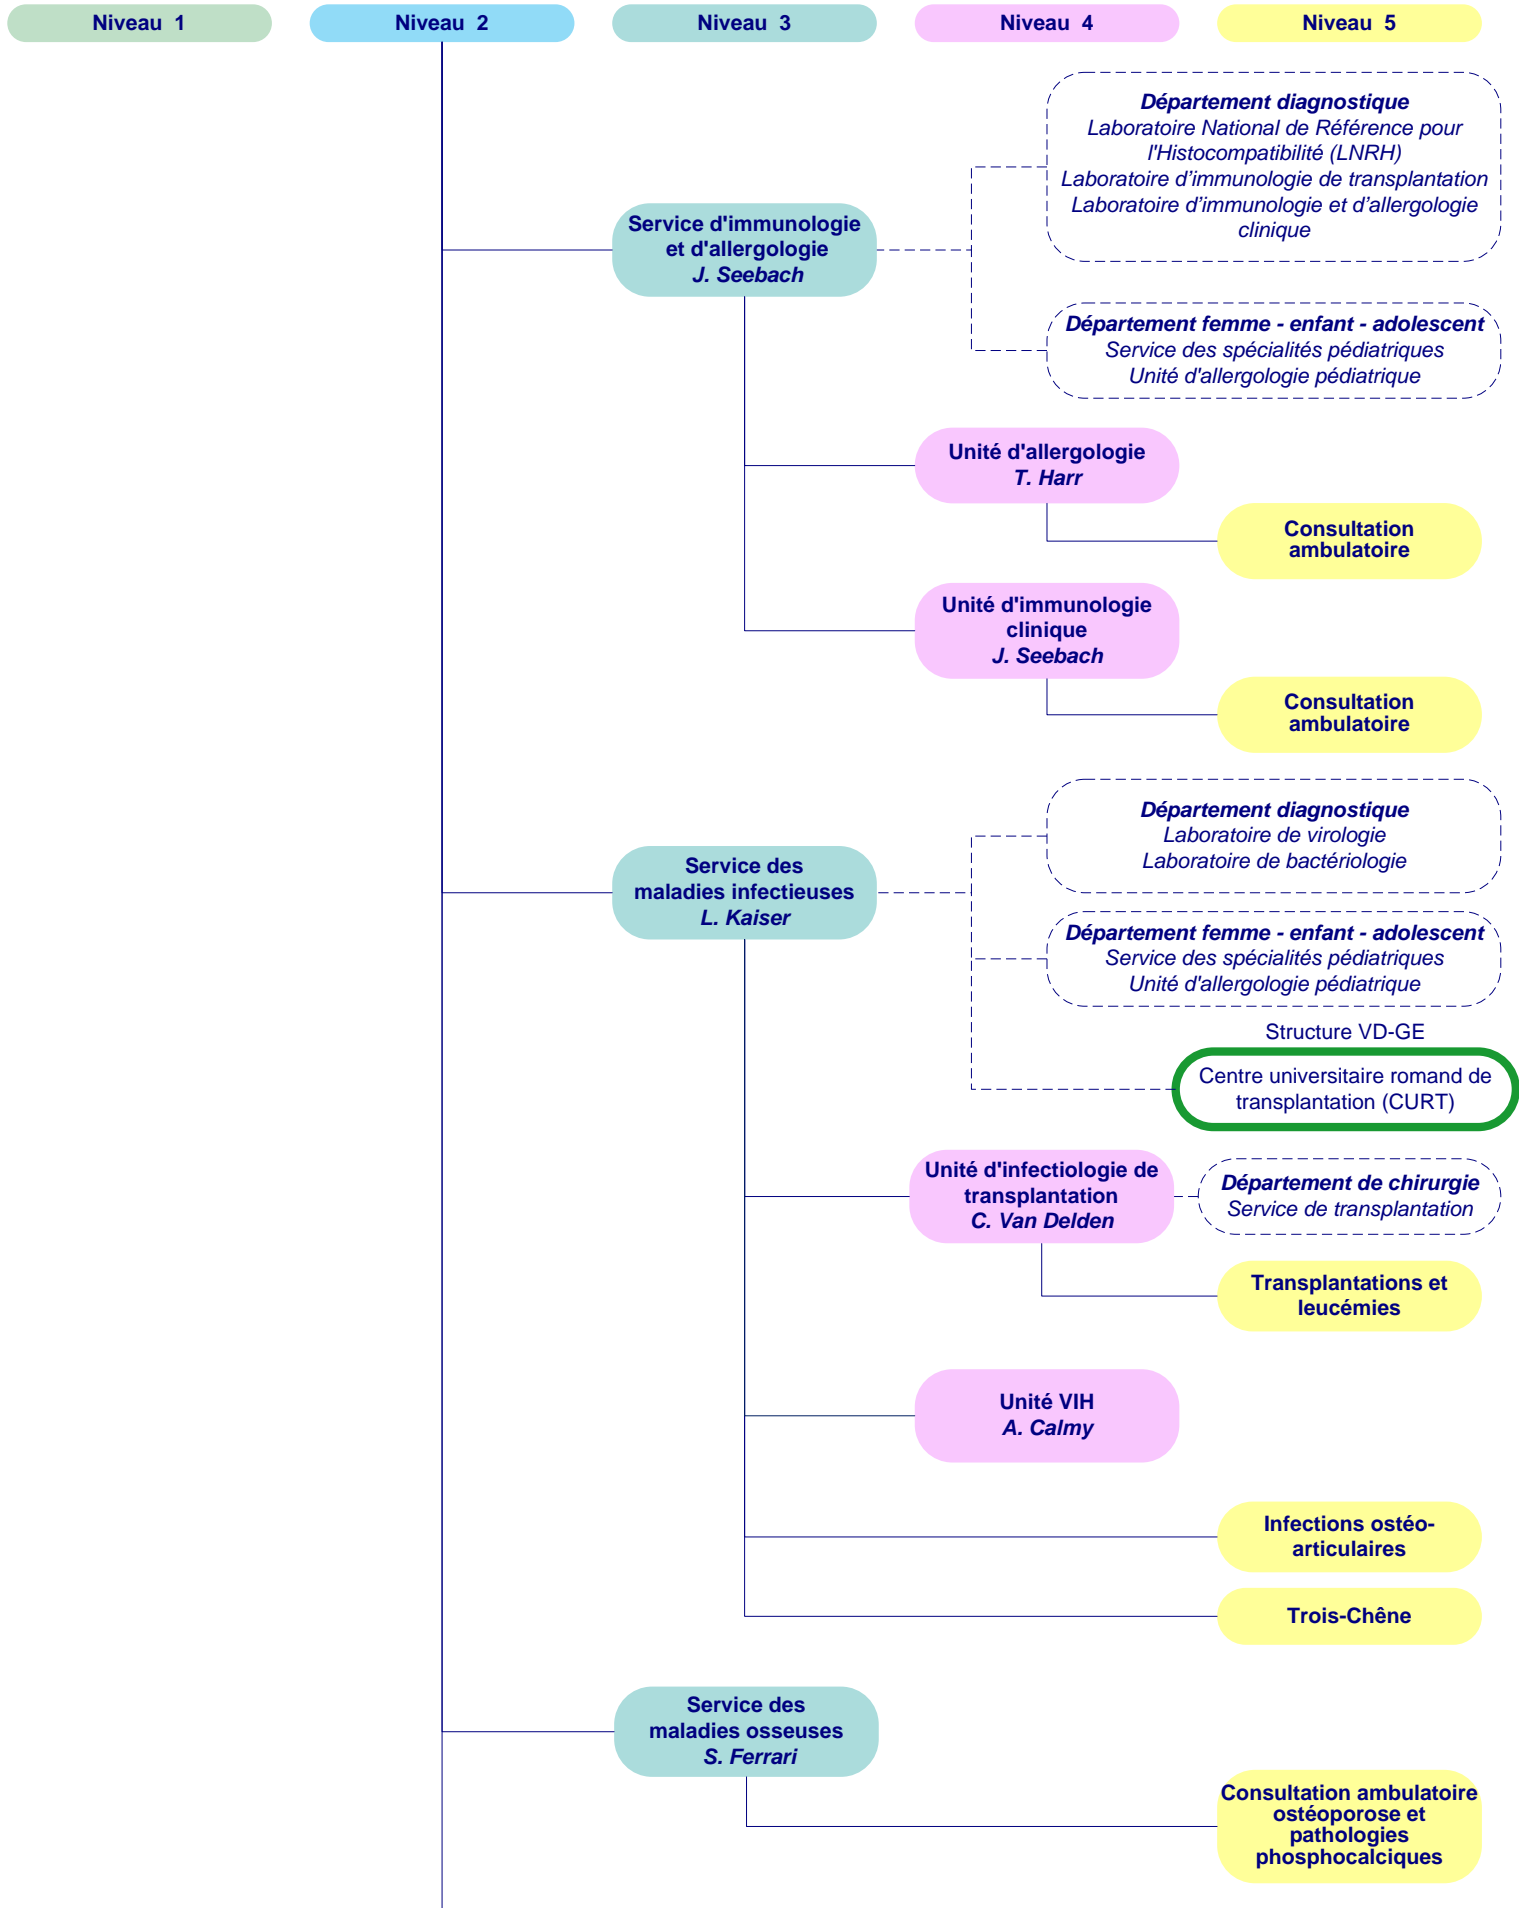 Niveau 1
Niveau 2
Niveau 3
Niveau 4
Niveau 5
Département diagnostique
Laboratoire National de Référence pour
l'Histocompatibilité (LNRH)
Laboratoire d’immunologie de transplantation
Laboratoire d’immunologie et d’allergologie
clinique
Service d'immunologie
et d'allergologie
J. Seebach
Département femme - enfant - adolescent
Service des spécialités pédiatriques
Unité d'allergologie pédiatrique
Unité d'allergologie
T. Harr
Consultation
ambulatoire
Unité d'immunologie
clinique
J. Seebach
Consultation
ambulatoire
Département diagnostique
Laboratoire de virologie
Laboratoire de bactériologie
Service des
maladies infectieuses
L. Kaiser
Département femme - enfant - adolescent
Service des spécialités pédiatriques
Unité d'allergologie pédiatrique
Structure VD-GE
Centre universitaire romand de
transplantation (CURT)
Unité d'infectiologie de
transplantation
C. Van Delden
Département de chirurgie
Service de transplantation
Transplantations et
leucémies
Unité VIH
A. Calmy
Infections ostéo-
articulaires
Trois-Chêne
Service des
maladies osseuses
S. Ferrari
Consultation ambulatoire
ostéoporose et
pathologies
phosphocalciques